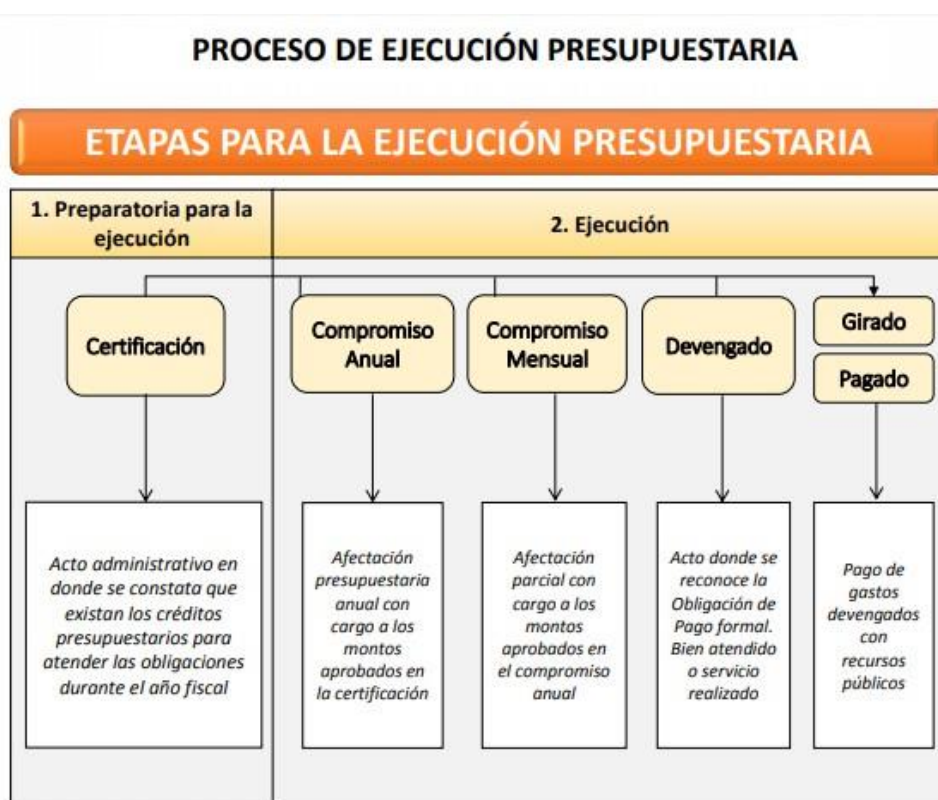 PROCESO DE EJECUCIÓN PRESUPUESTARIA
ETAPAS PARA LA EJECUCIÓN PRESUPUESTARIA
1. Preparatoria para la
ejecución
2. Ejecución
Certificación
Compromiso
Anual
Compromiso
Mensual
Devengado
Girado
Pagado
Acto administrativo en
donde se constata que
existan los créditos
presupuestarios para
atender las obligaciones
durante el año fiscal
Afectación
presupuestaria
anual con
cargo a los
montos
aprobados en
la certificación
Afectación
parcial con
cargo a los
montos
aprobados en
el compromiso
anual
Acto donde se
reconoce la
Obligación de
Pago formal.
Bien atendido
o servicio
realizado
Pago de
gastos
devengados
con
recursos
públicos